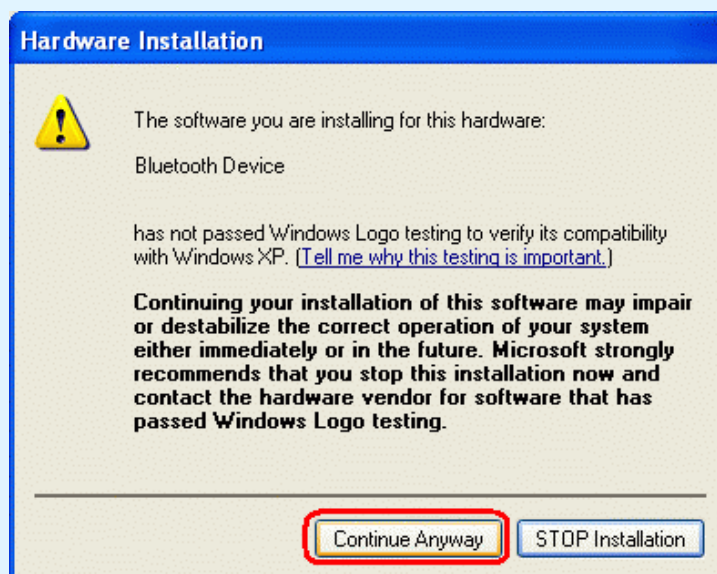 Hardware Installation
The software you are installing for this hardware:
Bluetooth Device
has not passed Windows Logo testing to verify its compatibility
with Windows XP. (Tell me why this testing is important.)
Continuing your installation of this software may impair
or destabilize the correct operation of your system
either immediately or in the future. Microsoft strongly
recommends that you stop this installation now and
contact the hardware vendor for software that has
passed Windows Logo testing.
Continue Anyway
STOP Installation